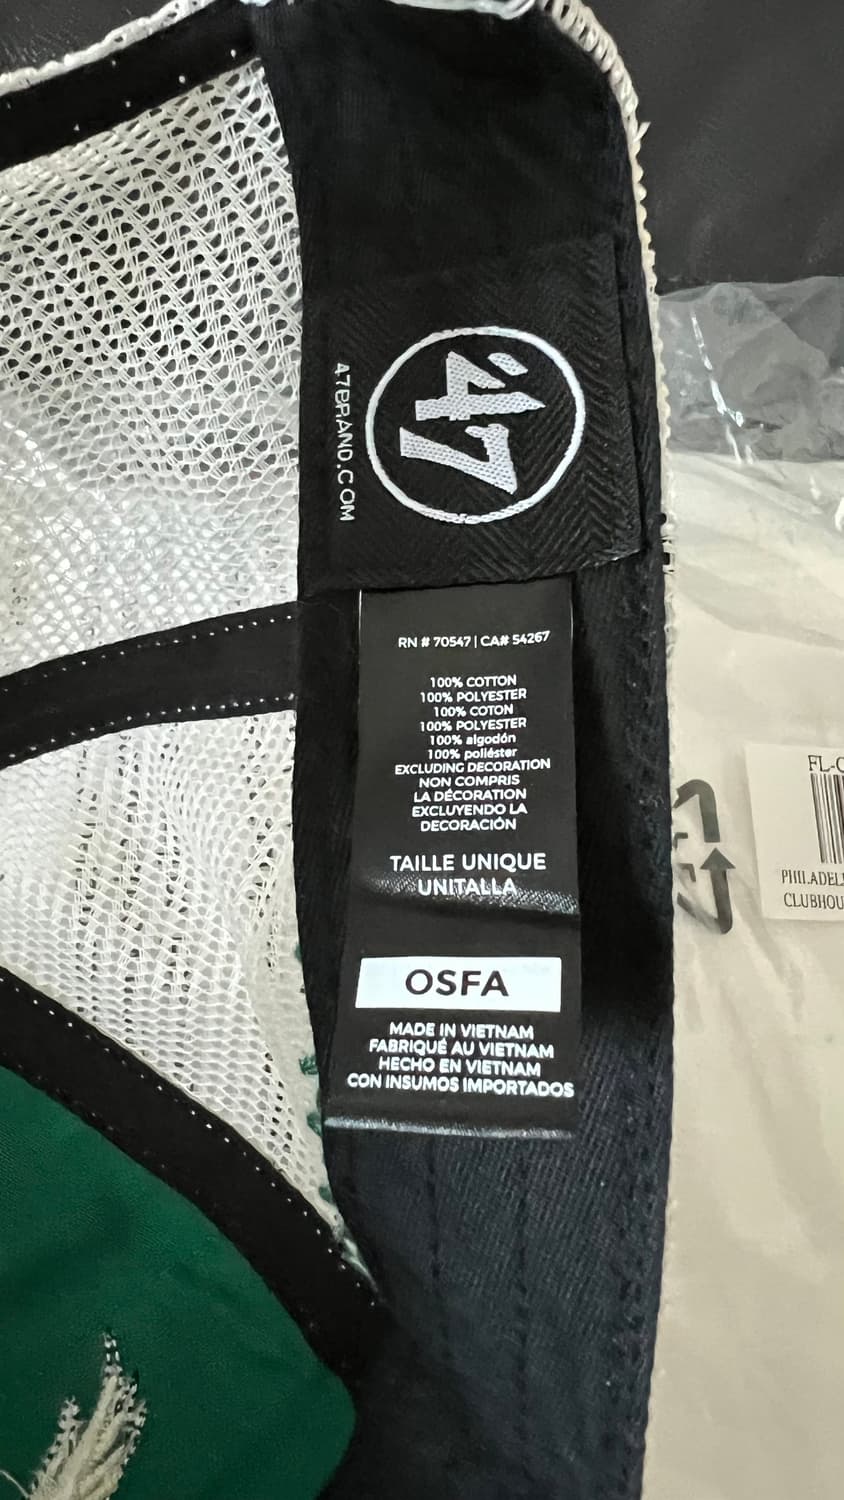 '47
47BRAND.COM
RN # 70547 | CA# 54267
100% COTTON
100% POLYESTER
100% COTON
100% POLYESTER
100% algodón
100% poliéster
EXCLUDING DECORATION
NON COMPRIS
LA DÉCORATION
EXCLUYENDO LA
DECORACIÓN
TAILLE UNIQUE
UNITALLA
OSFA
MADE IN VIETNAM
FABRIQUÉ AU VIETNAM
HECHO EN VIETNAM
CON INSUMOS IMPORTADOS